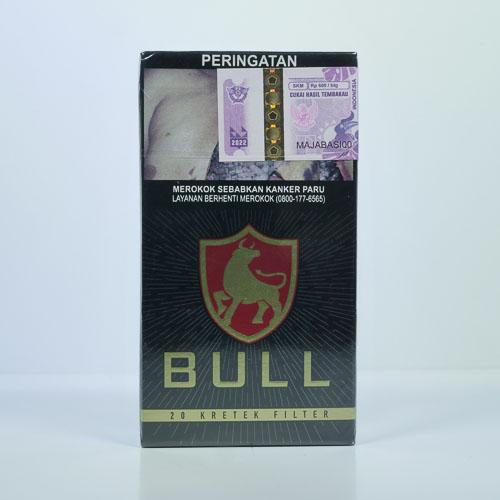 PERINGATAN
SKM Rp 600 / btg
CUKAI HASIL TEMBAKAU
INDONESIA
2022
MAJABASI00
MEROKOK SEBABKAN KANKER PARU
LAYANAN BERHENTI MEROKOK (0800-177-6565)
BULL
20 KRETEK FILTER